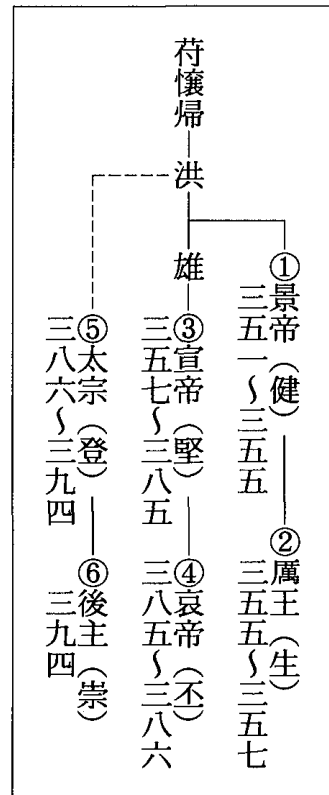 苻懐帰
洪
①景帝(健)
三五一~三五五
②厲王(生)
三五五~三五七
雄
③宣帝(堅)
三五七~三八五
④哀帝(丕)
三八五~三八六
⑤太宗(登)
三八六~三九四
⑥後主(崇)
三九四